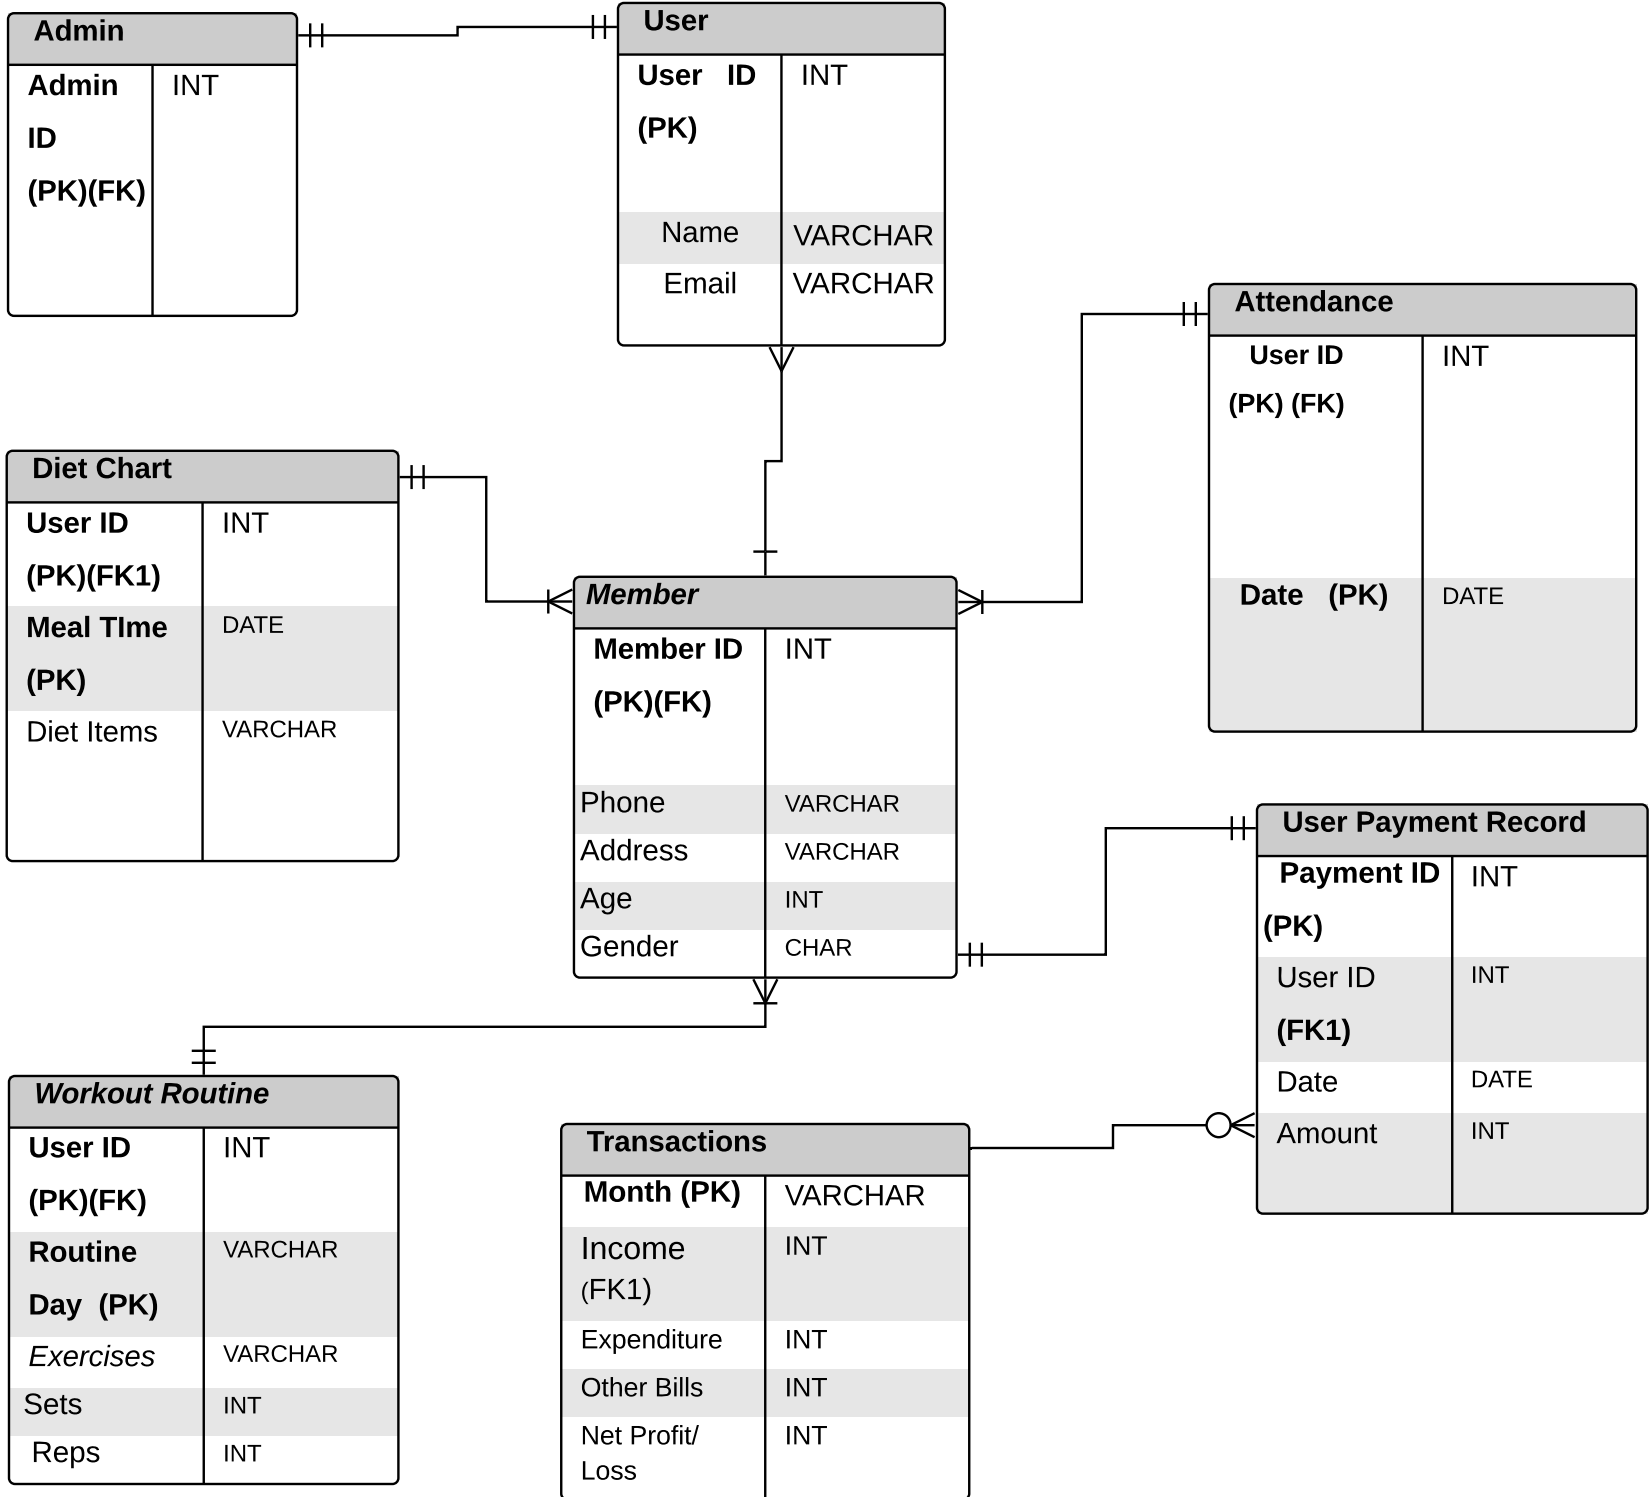 Admin
Admin INT
ID
(PK)(FK)
User
User ID INT
(PK)
Name VARCHAR
Email VARCHAR
Attendance
User ID INT
(PK) (FK)
Date (PK) DATE
Diet Chart
User ID INT
(PK)(FK1)
Meal TIme DATE
(PK)
Diet Items VARCHAR
Member
Member ID INT
(PK)(FK)
Phone VARCHAR
Address VARCHAR
Age INT
Gender CHAR
User Payment Record
Payment ID INT
(PK)
User ID INT
(FK1)
Date DATE
Amount INT
Workout Routine
User ID INT
(PK)(FK)
Routine VARCHAR
Day (PK)
Exercises VARCHAR
Sets INT
Reps INT
Transactions
Month (PK) VARCHAR
Income INT
(FK1)
Expenditure INT
Other Bills INT
Net Profit/ INT
Loss